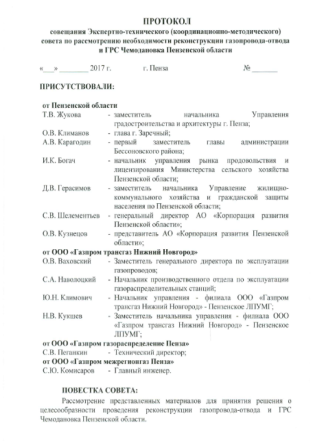 ПРОТОКОЛ
совещания Экспертно-технического (координационно-методического)
совета по рассмотрению необходимости реконструкции газопровода-отвода
и ГРС Чемодановка Пензенской области
«___» ________ 2017 г. г. Пенза № ______
ПРИСУТСТВОВАЛИ:
от Пензенской области
Т.В. Жукова - заместитель начальника Управления
градостроительства и архитектуры г. Пенза;
О.В. Климанов - глава г. Заречный;
А.В. Карагодин - первый заместитель главы администрации
Бессоновского района;
И.К. Богач - начальник управления рынка продовольствия и
лицензирования Министерства сельского хозяйства
Пензенской области;
Д.В. Герасимов - заместитель начальника Управление жилищно-
коммунального хозяйства и гражданской защиты
населения по Пензенской области;
С.В. Шелементьев - генеральный директор АО «Корпорация развития
Пензенской области»;
О.В. Кузнецов - представитель АО «Корпорация развития Пензенской
области»;
от ООО «Газпром трансгаз Нижний Новгород»
О.В. Ваховский - Заместитель генерального директора по эксплуатации
газопроводов;
С.А. - Начальник производственного отдела по эксплуатации
газораспределительных станций;
Ю.Н. Климович - Начальник управления - филиала ООО «Газпром
трансгаз Нижний Новгород» - Пензенское ЛПУМГ;
Н.В. Кукшев - Заместитель начальника управления - филиала ООО
«Газпром трансгаз Нижний Новгород» - Пензенское
ЛПУМГ;
от ООО «Газпром газораспределение Пенза»
С.В. Поганкин - Технический директор;
от ООО «Газпром межрегионгаз Пенза»
С.Ю. Комисаров - Главный инженер.
ПОВЕСТКА СОВЕТА:
Рассмотрение представленных материалов для принятия решения о
целесообразности проведения реконструкции газопровода-отвода и ГРС
Чемодановка Пензенской области.